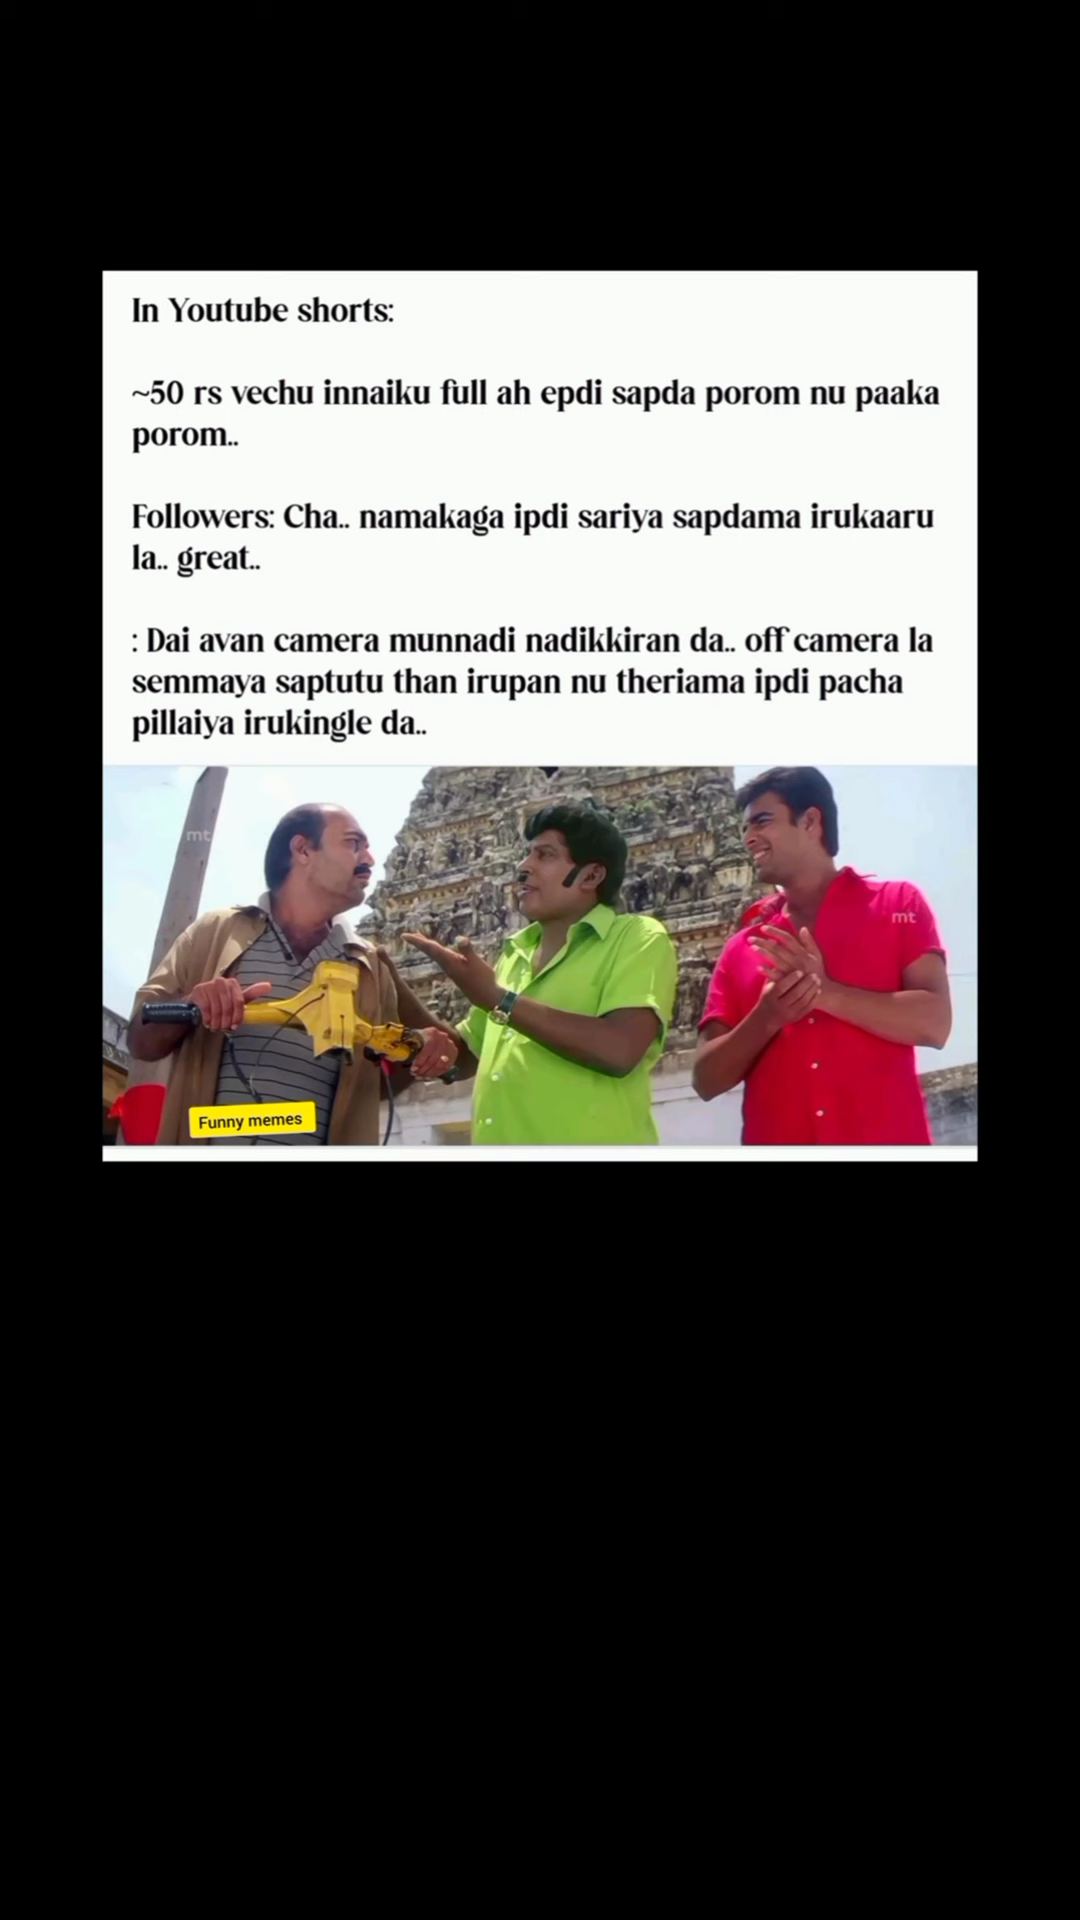 In Youtube shorts:
~50 rs vechu innaiku full ah epdi sapda porom nu paaka
porom..
Followers: Cha.. namakaga ipdi sariya sapdama irukaaru
la.. great..
: Dai avan camera munnadi nadikkiran da.. off camera la
semmaya saptutu than irupan nu theriama ipdi pacha
pillaiya irukingle da..
mt
mt
Funny memes